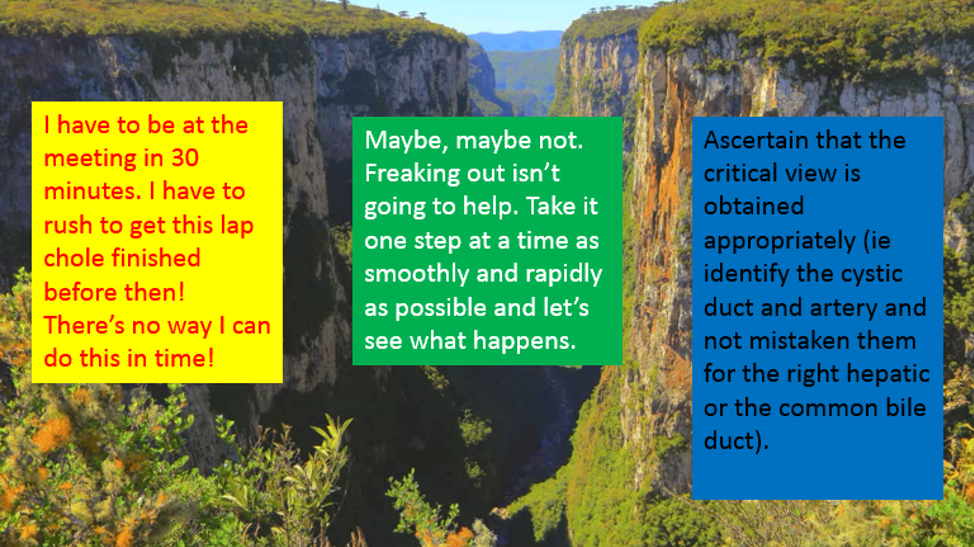 I have to be at the
meeting in 30
minutes. I have to
rush to get this lap
chole finished
before then!
There’s no way I can
do this in time!
Maybe, maybe not.
Freaking out isn’t
going to help. Take it
one step at a time as
smoothly and rapidly
as possible and let’s
see what happens.
Ascertain that the
critical view is
obtained
appropriately (ie
identify the cystic
duct and artery and
not mistaken them
for the right hepatic
or the common bile
duct).